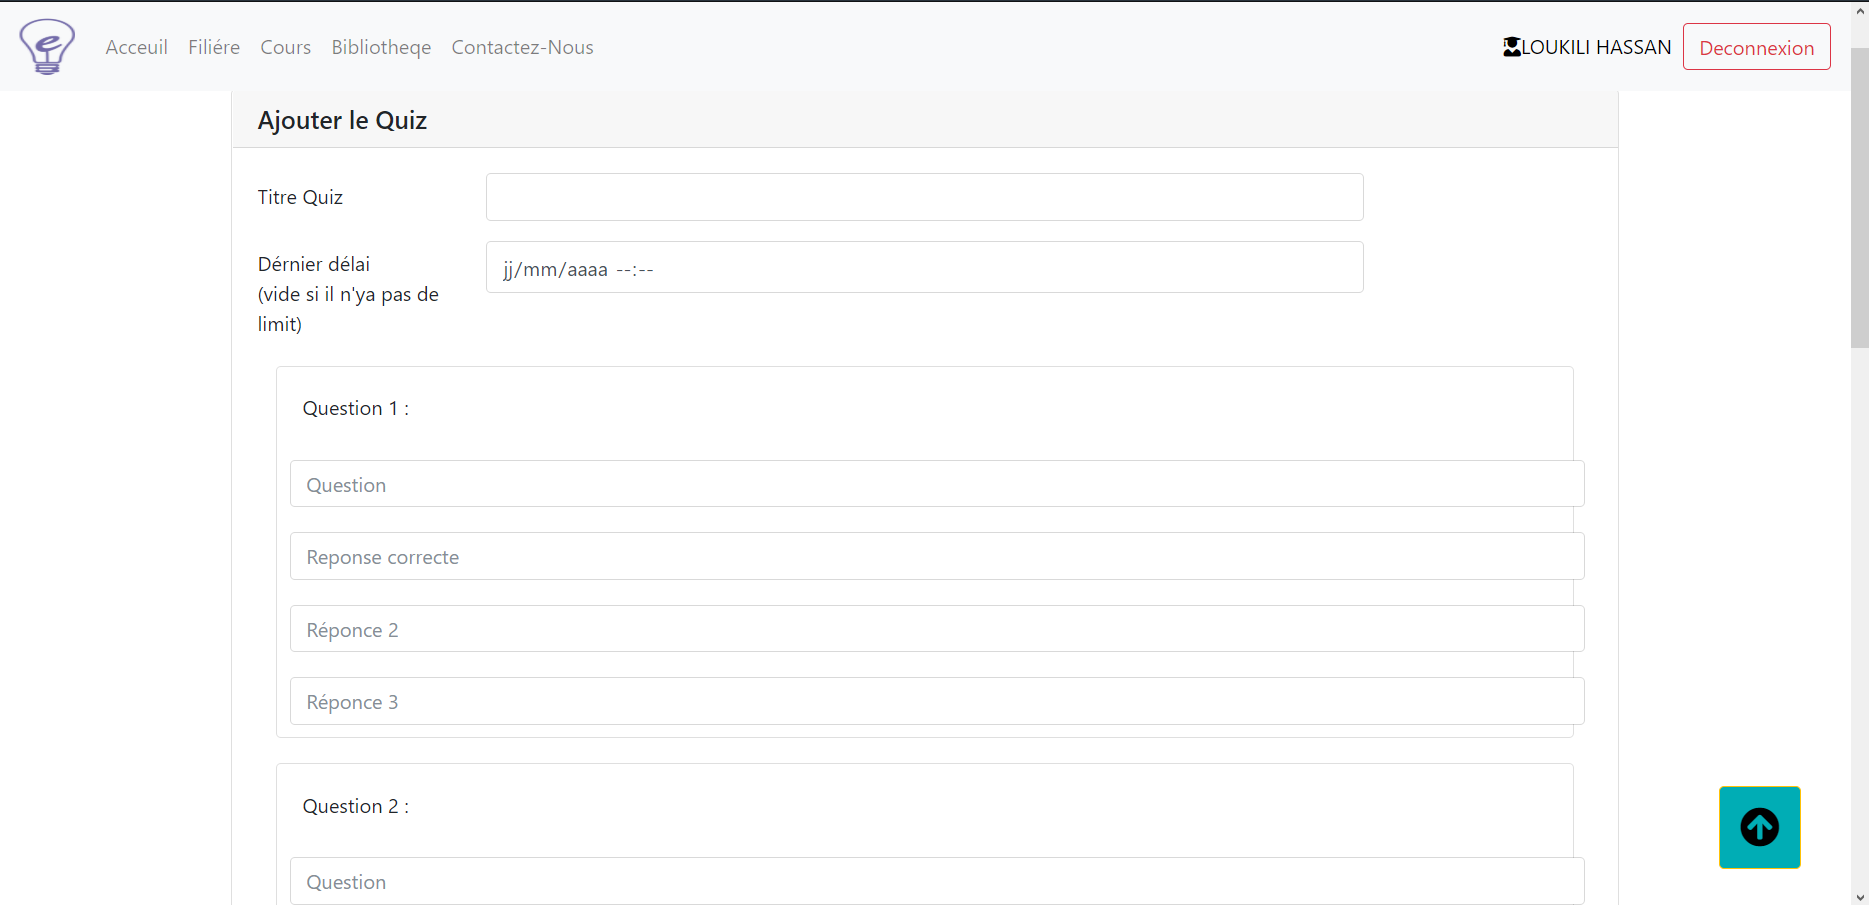 e
Acceuil Filiére Cours Bibliotheqe Contactez-Nous LOUKILI HASSAN Deconnexion
Ajouter le Quiz
Titre Quiz
Dérnier délai jj/mm/aaaa --:--
(vide si il n'ya pas de
limit)
Question 1 :
Question
Reponse correcte
Réponce 2
Réponce 3
Question 2 :
Question